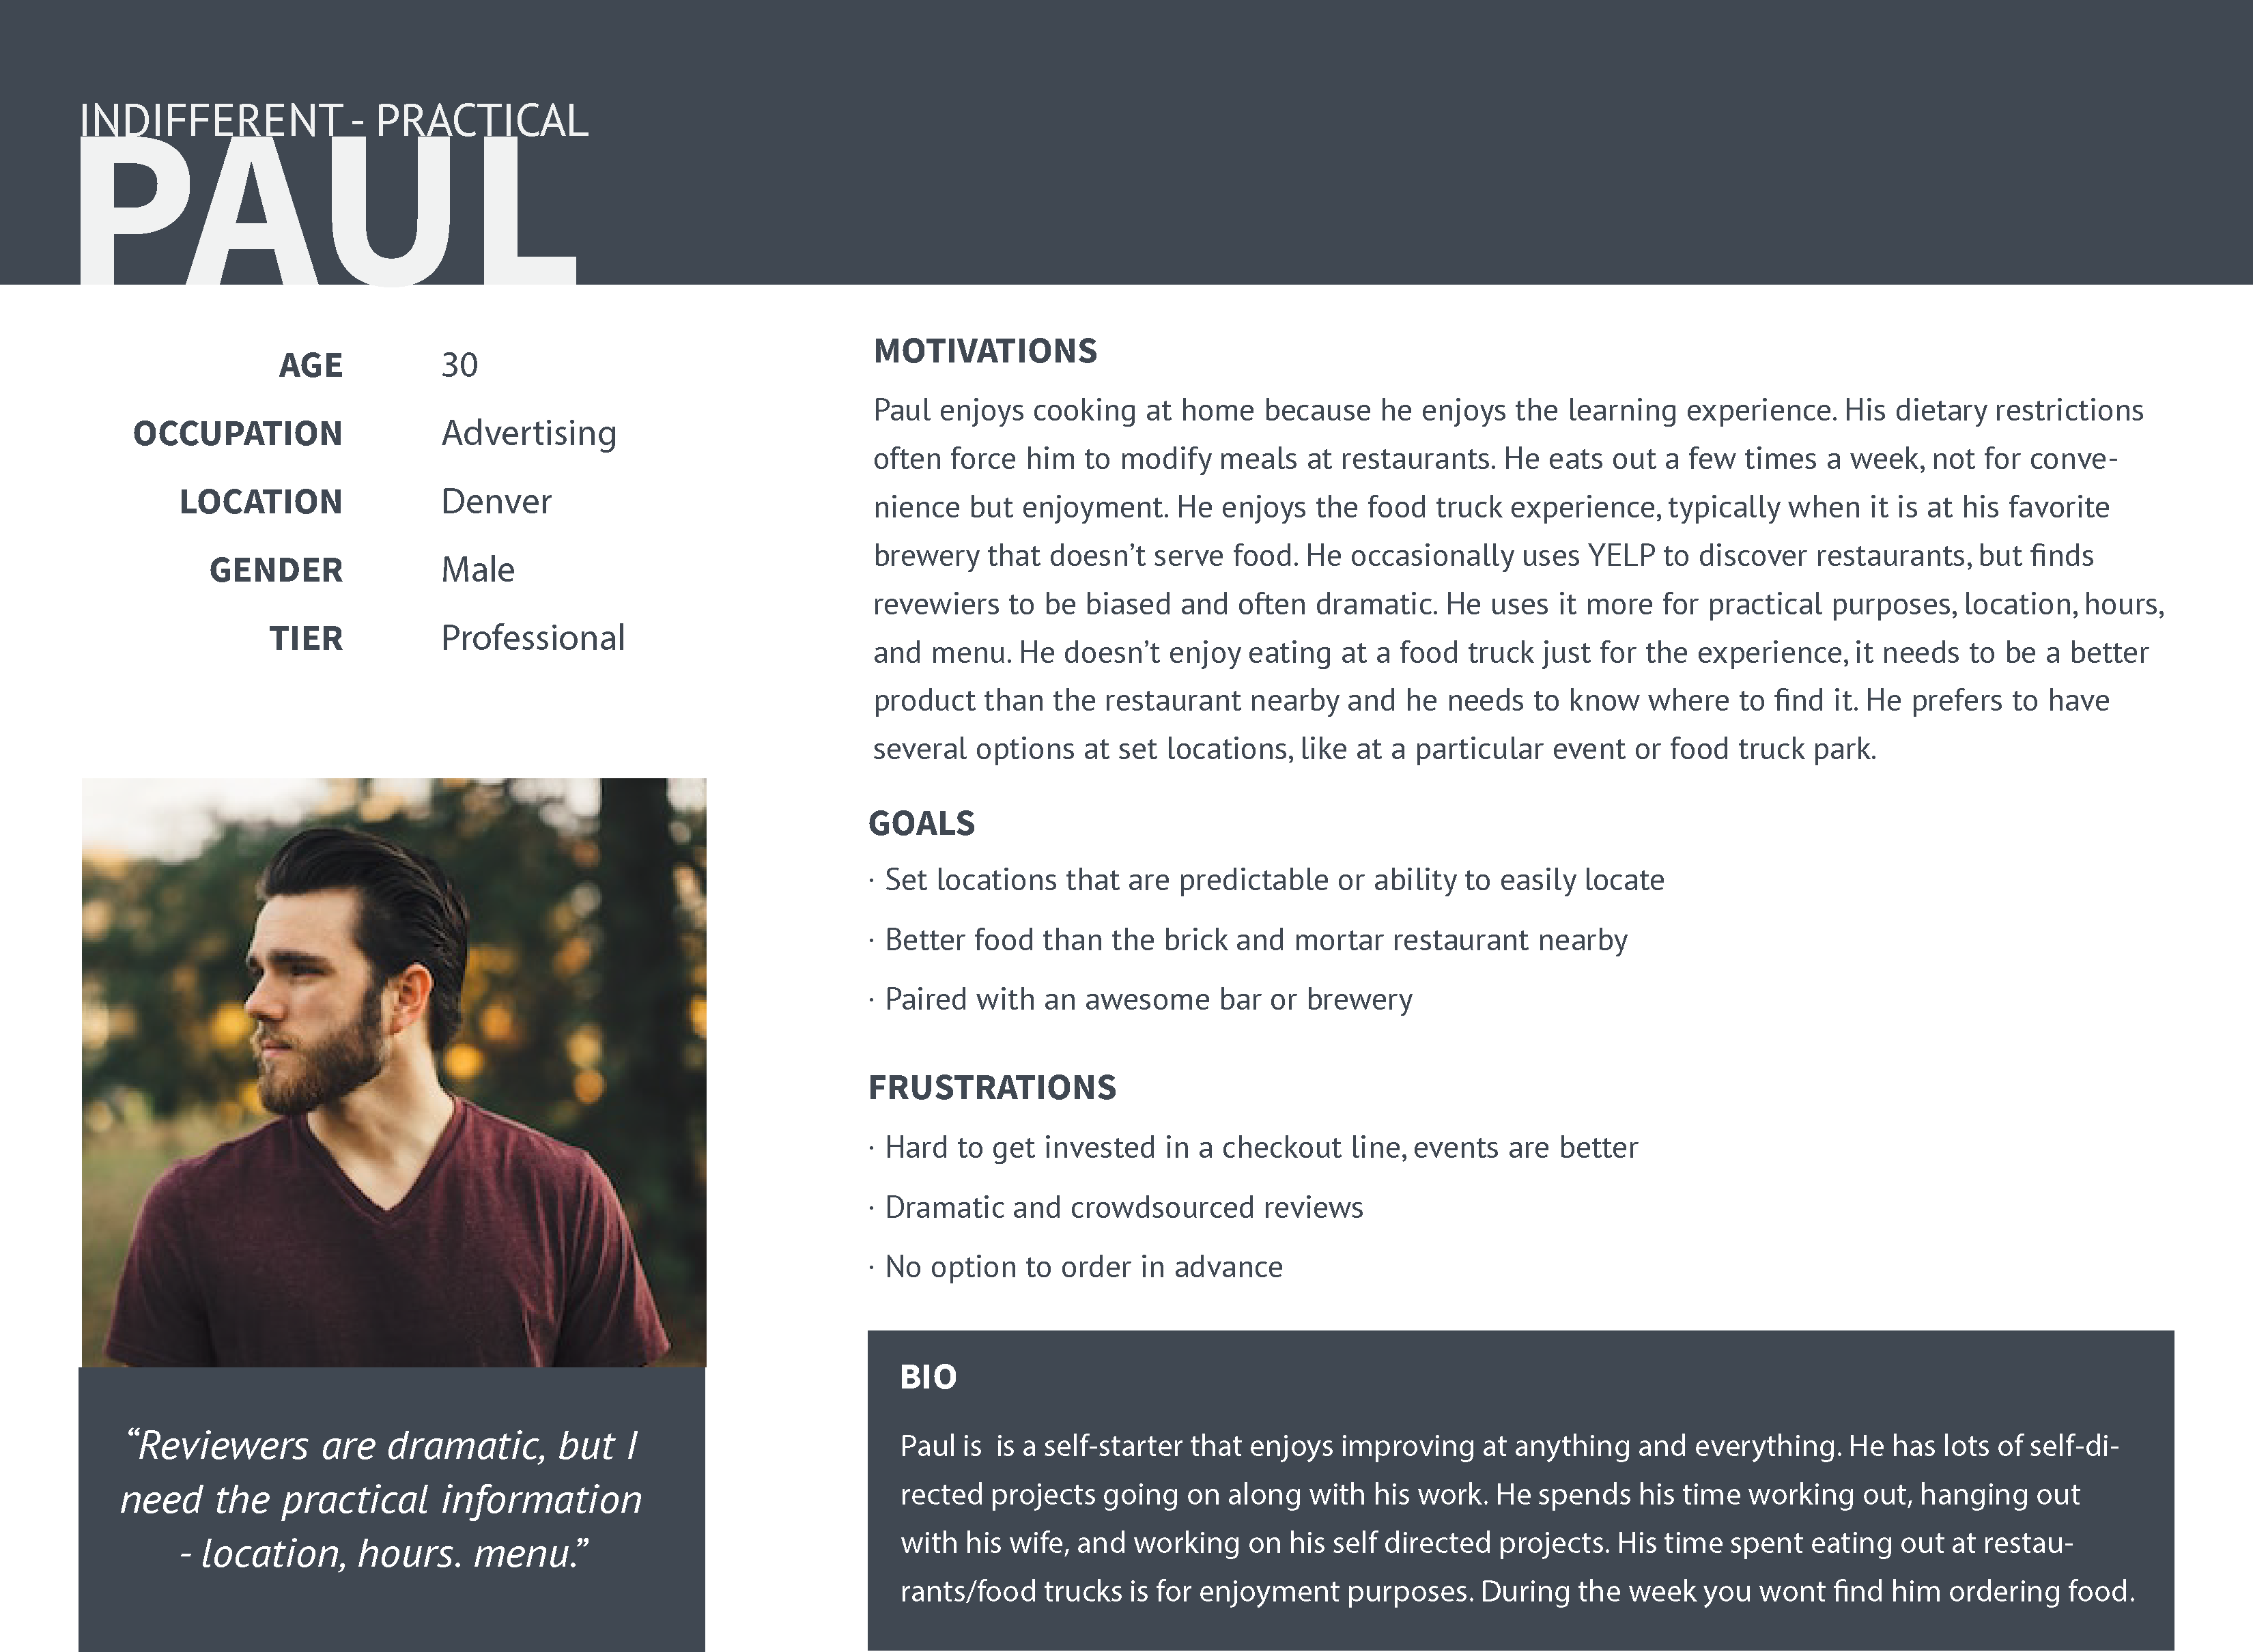 INDIFFERENT - PRACTICAL
PAUL
AGE 30
OCCUPATION Advertising
LOCATION Denver
GENDER Male
TIER Professional
“Reviewers are dramatic, but I
need the practical information
- location, hours. menu.”
MOTIVATIONS
Paul enjoys cooking at home because he enjoys the learning experience. His dietary restrictions
often force him to modify meals at restaurants. He eats out a few times a week, not for conve-
nience but enjoyment. He enjoys the food truck experience, typically when it is at his favorite
brewery that doesn’t serve food. He occasionally uses YELP to discover restaurants, but finds
revewiers to be biased and often dramatic. He uses it more for practical purposes, location, hours,
and menu. He doesn’t enjoy eating at a food truck just for the experience, it needs to be a better
product than the restaurant nearby and he needs to know where to find it. He prefers to have
several options at set locations, like at a particular event or food truck park.
GOALS
· Set locations that are predictable or ability to easily locate
· Better food than the brick and mortar restaurant nearby
· Paired with an awesome bar or brewery
FRUSTRATIONS
· Hard to get invested in a checkout line, events are better
· Dramatic and crowdsourced reviews
· No option to order in advance
BIO
Paul is  is a self-starter that enjoys improving at anything and everything. He has lots of self-di-
rected projects going on along with his work. He spends his time working out, hanging out
with his wife, and working on his self directed projects. His time spent eating out at restau-
rants/food trucks is for enjoyment purposes. During the week you wont find him ordering food.